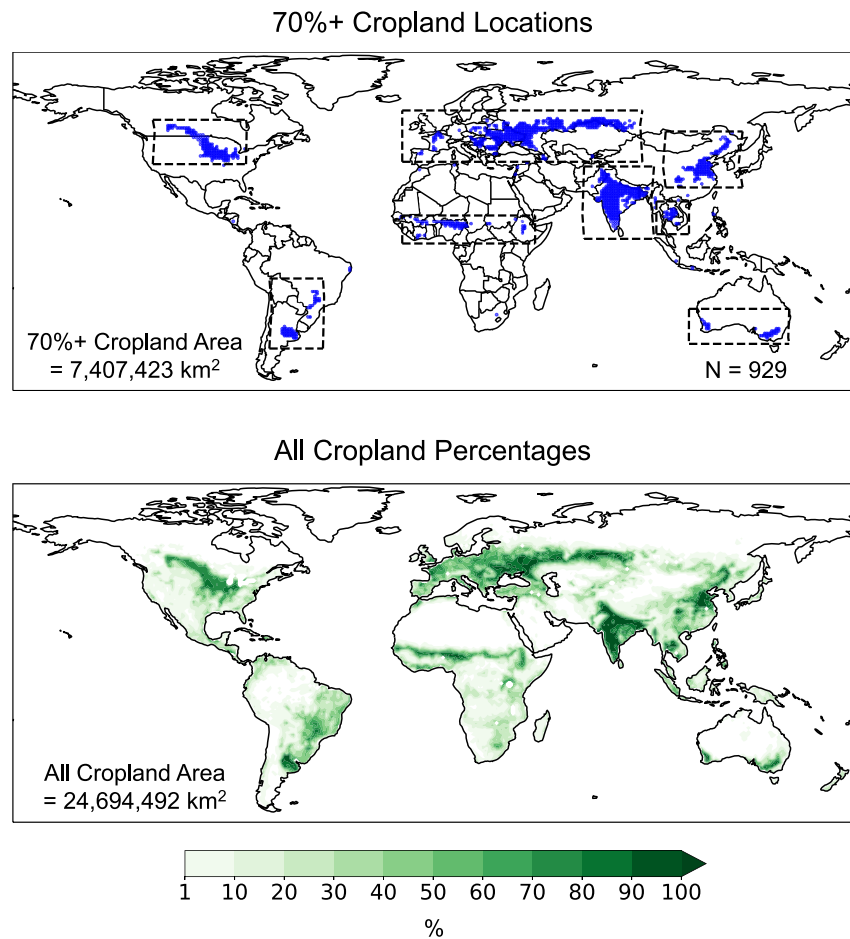 70%+ Cropland Locations
70%+ Cropland Area
= 7,407,423 km²
N = 929
All Cropland Percentages
All Cropland Area
= 24,694,492 km²
1 10 20 30 40 50 60 70 80 90 100
%